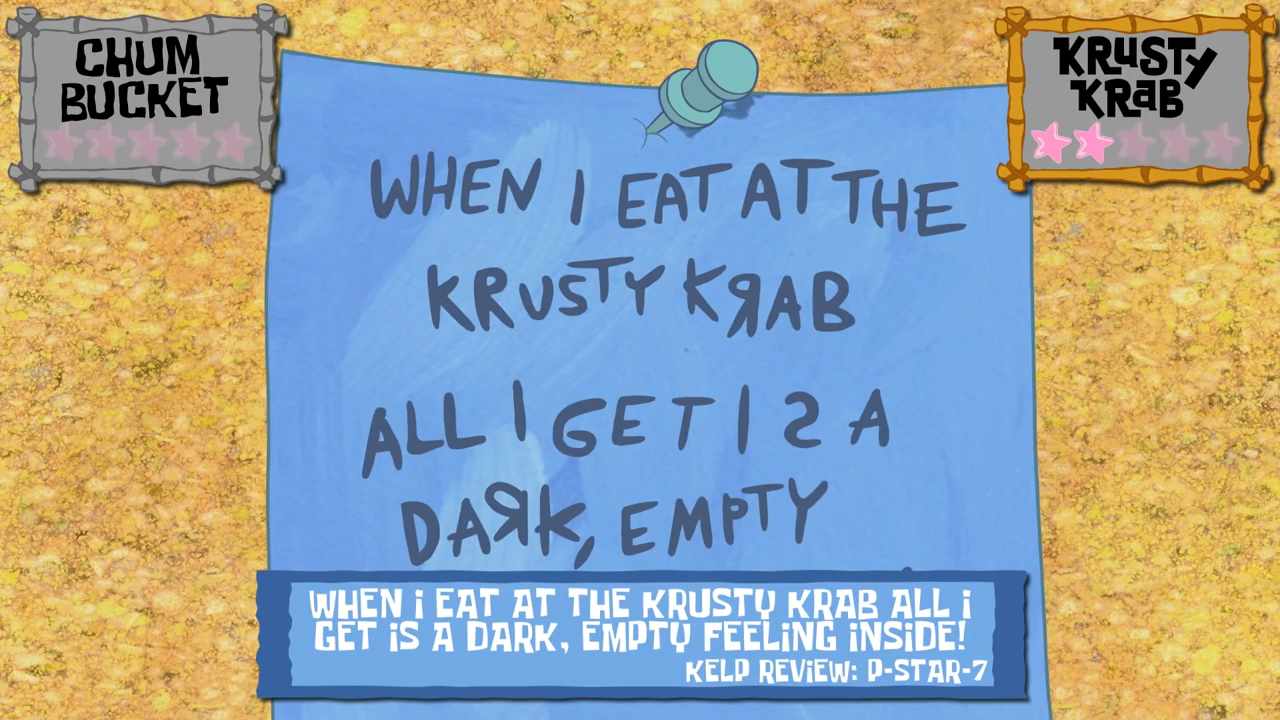 CHUM
BUCKET
KRUSTY
KRAB
WHEN I EAT AT THE
KRUSTY KRAB
ALL I GET IS A
DARK, EMPTY
WHEN i EAT AT THE KRUSTY KRAB ALL i
GET iS A DARK, EMPTY FEELiNG iNSiDE!
KELP REViEW: P-STAR-7